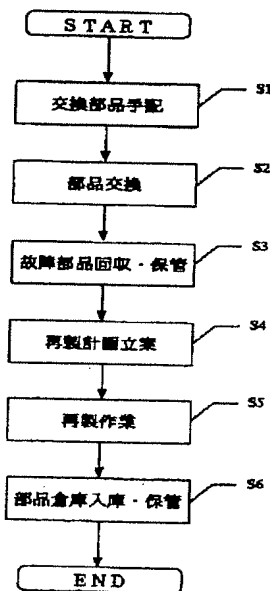 START
S1
交換部品手配
S2
部品交換
S3
故障部品回収・保管
S4
再製計画立案
S5
再製作業
S6
部品倉庫入庫・保管
END